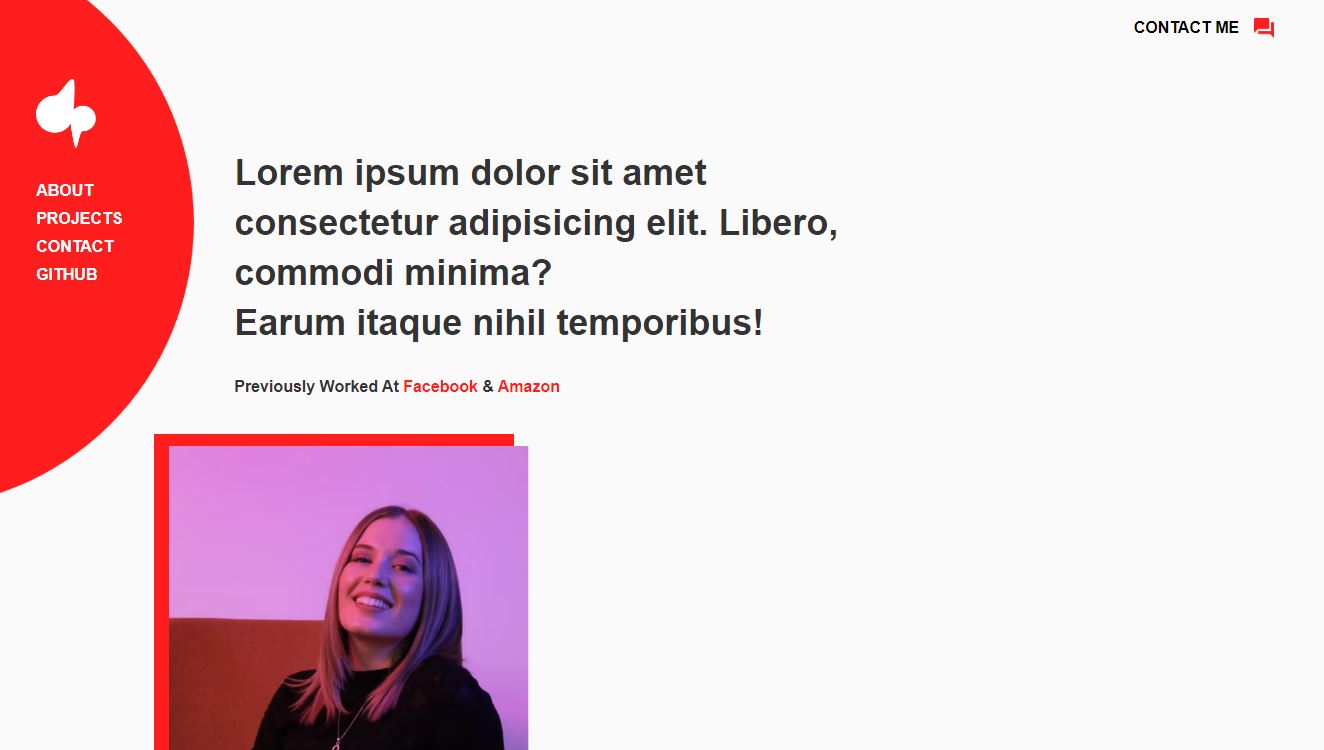 CONTACT ME
ABOUT
PROJECTS
CONTACT
GITHUB
Lorem ipsum dolor sit amet
consectetur adipisicing elit. Libero,
commodi minima?
Earum itaque nihil temporibus!
Previously Worked At Facebook & Amazon